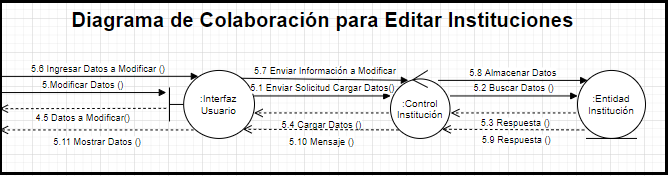 Diagrama de Colaboración para Editar Instituciones
5.6 Ingresar Datos a Modificar ()
5.7 Enviar Información a Modificar
5.8 Almacenar Datos
5.Modificar Datos ()
5.1 Enviar Solicitud Cargar Datos()
5.2 Buscar Datos ()
:Interfaz
Usuario
:Control
Institución
:Entidad
Institución
4.5 Datos a Modificar()
5.4 Cargar Datos ()
5.3 Respuesta ()
5.11 Mostrar Datos ()
5.10 Mensaje ()
5.9 Respuesta ()